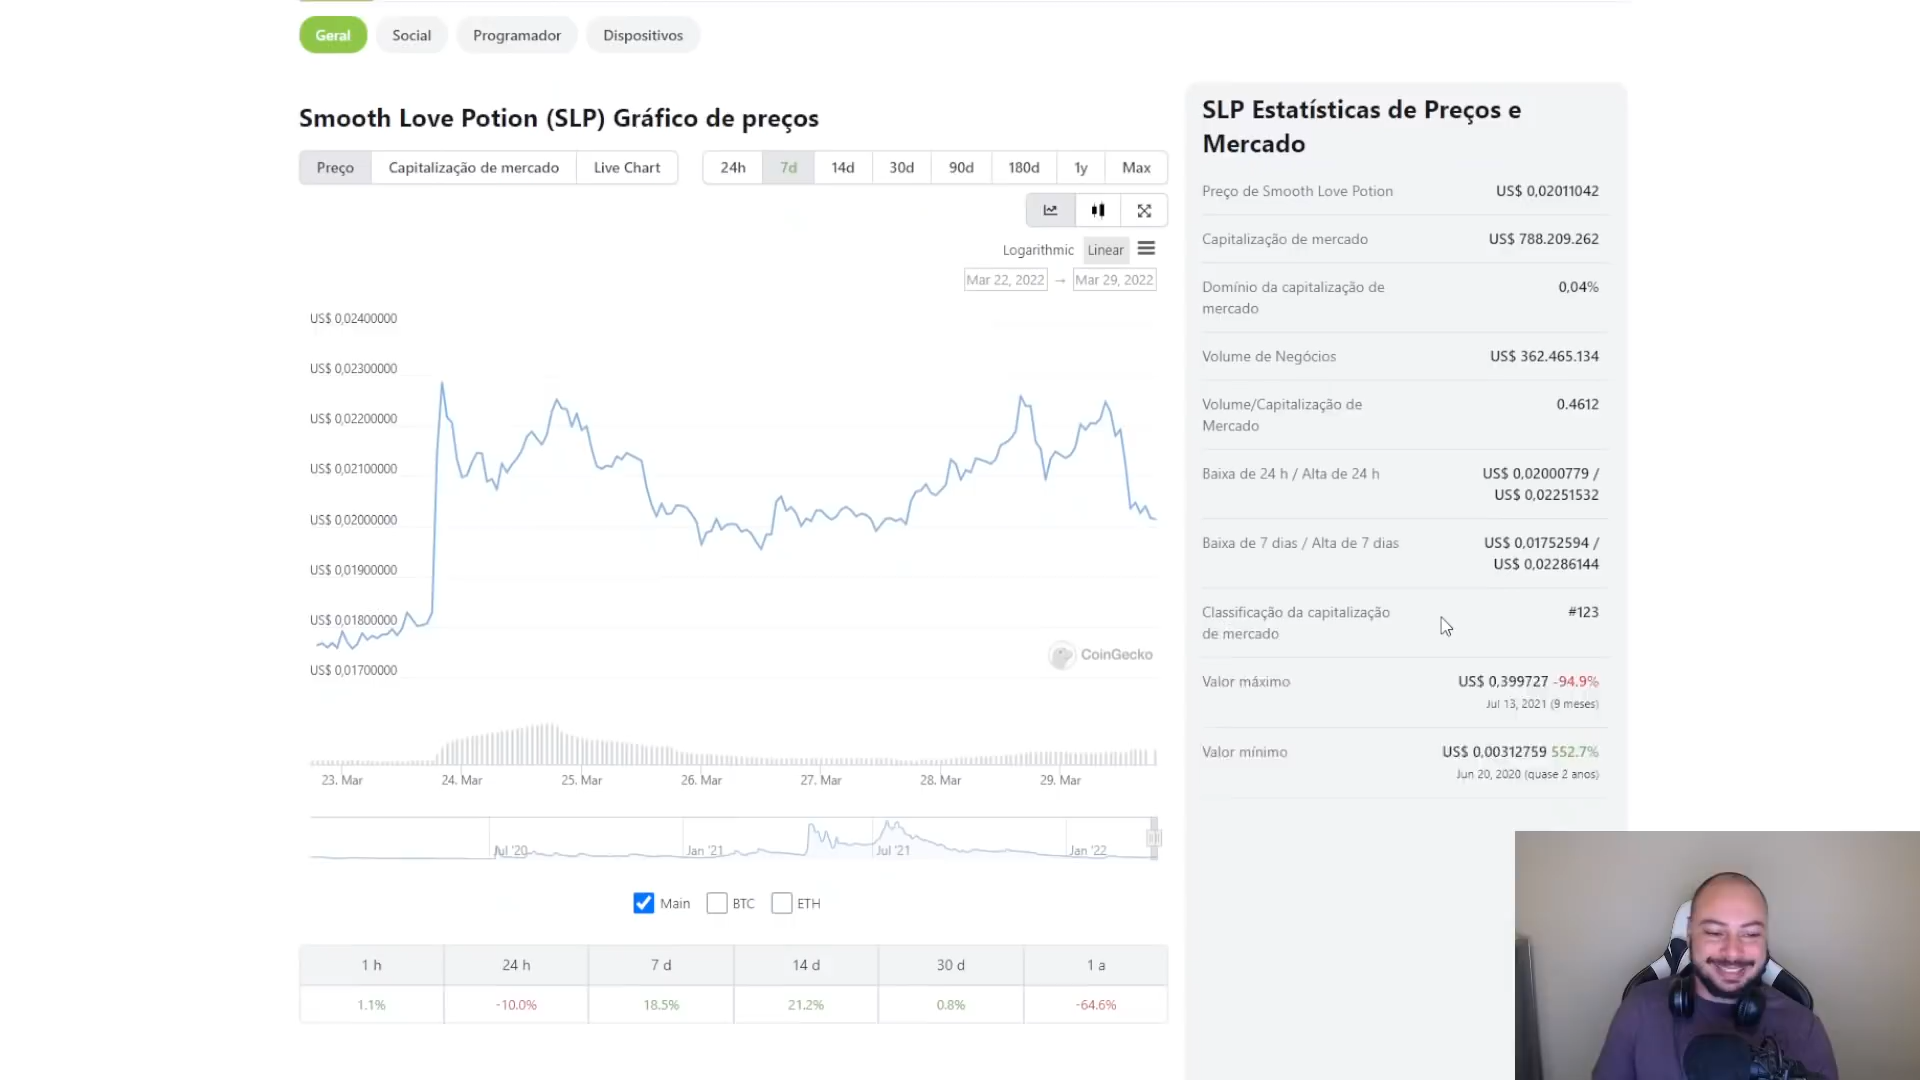 Geral Social Programador Dispositivos
Smooth Love Potion (SLP) Gráfico de preços
Preço Capitalização de mercado Live Chart 24h 7d 14d 30d 90d 180d 1y Max
Logarithmic Linear
Mar 22, 2022 → Mar 29, 2022
US$ 0,02400000
US$ 0,02300000
US$ 0,02200000
US$ 0,02100000
US$ 0,02000000
US$ 0,01900000
US$ 0,01800000
US$ 0,01700000
CoinGecko
23. Mar 24. Mar 25. Mar 26. Mar 27. Mar 28. Mar 29. Mar
Jul '20 Jan '21 Jul '21 Jan '22
Main BTC ETH
1 h 24 h 7 d 14 d 30 d 1 a
1.1% -10.0% 18.5% 21.2% 0.8% -64.6%
SLP Estatísticas de Preços e
Mercado
Preço de Smooth Love Potion US$ 0,02011042
Capitalização de mercado US$ 788.209.262
Domínio da capitalização de 0,04%
mercado
Volume de Negócios US$ 362.465.134
Volume/Capitalização de 0.4612
Mercado
Baixa de 24 h / Alta de 24 h US$ 0,02000779 /
US$ 0,02251532
Baixa de 7 dias / Alta de 7 dias US$ 0,01752594 /
US$ 0,02286144
Classificação da capitalização #123
de mercado
Valor máximo US$ 0,399727 -94.9%
Jul 13, 2021 (9 meses)
Valor mínimo US$ 0,00312759 552.7%
Jun 20, 2020 (quase 2 anos)